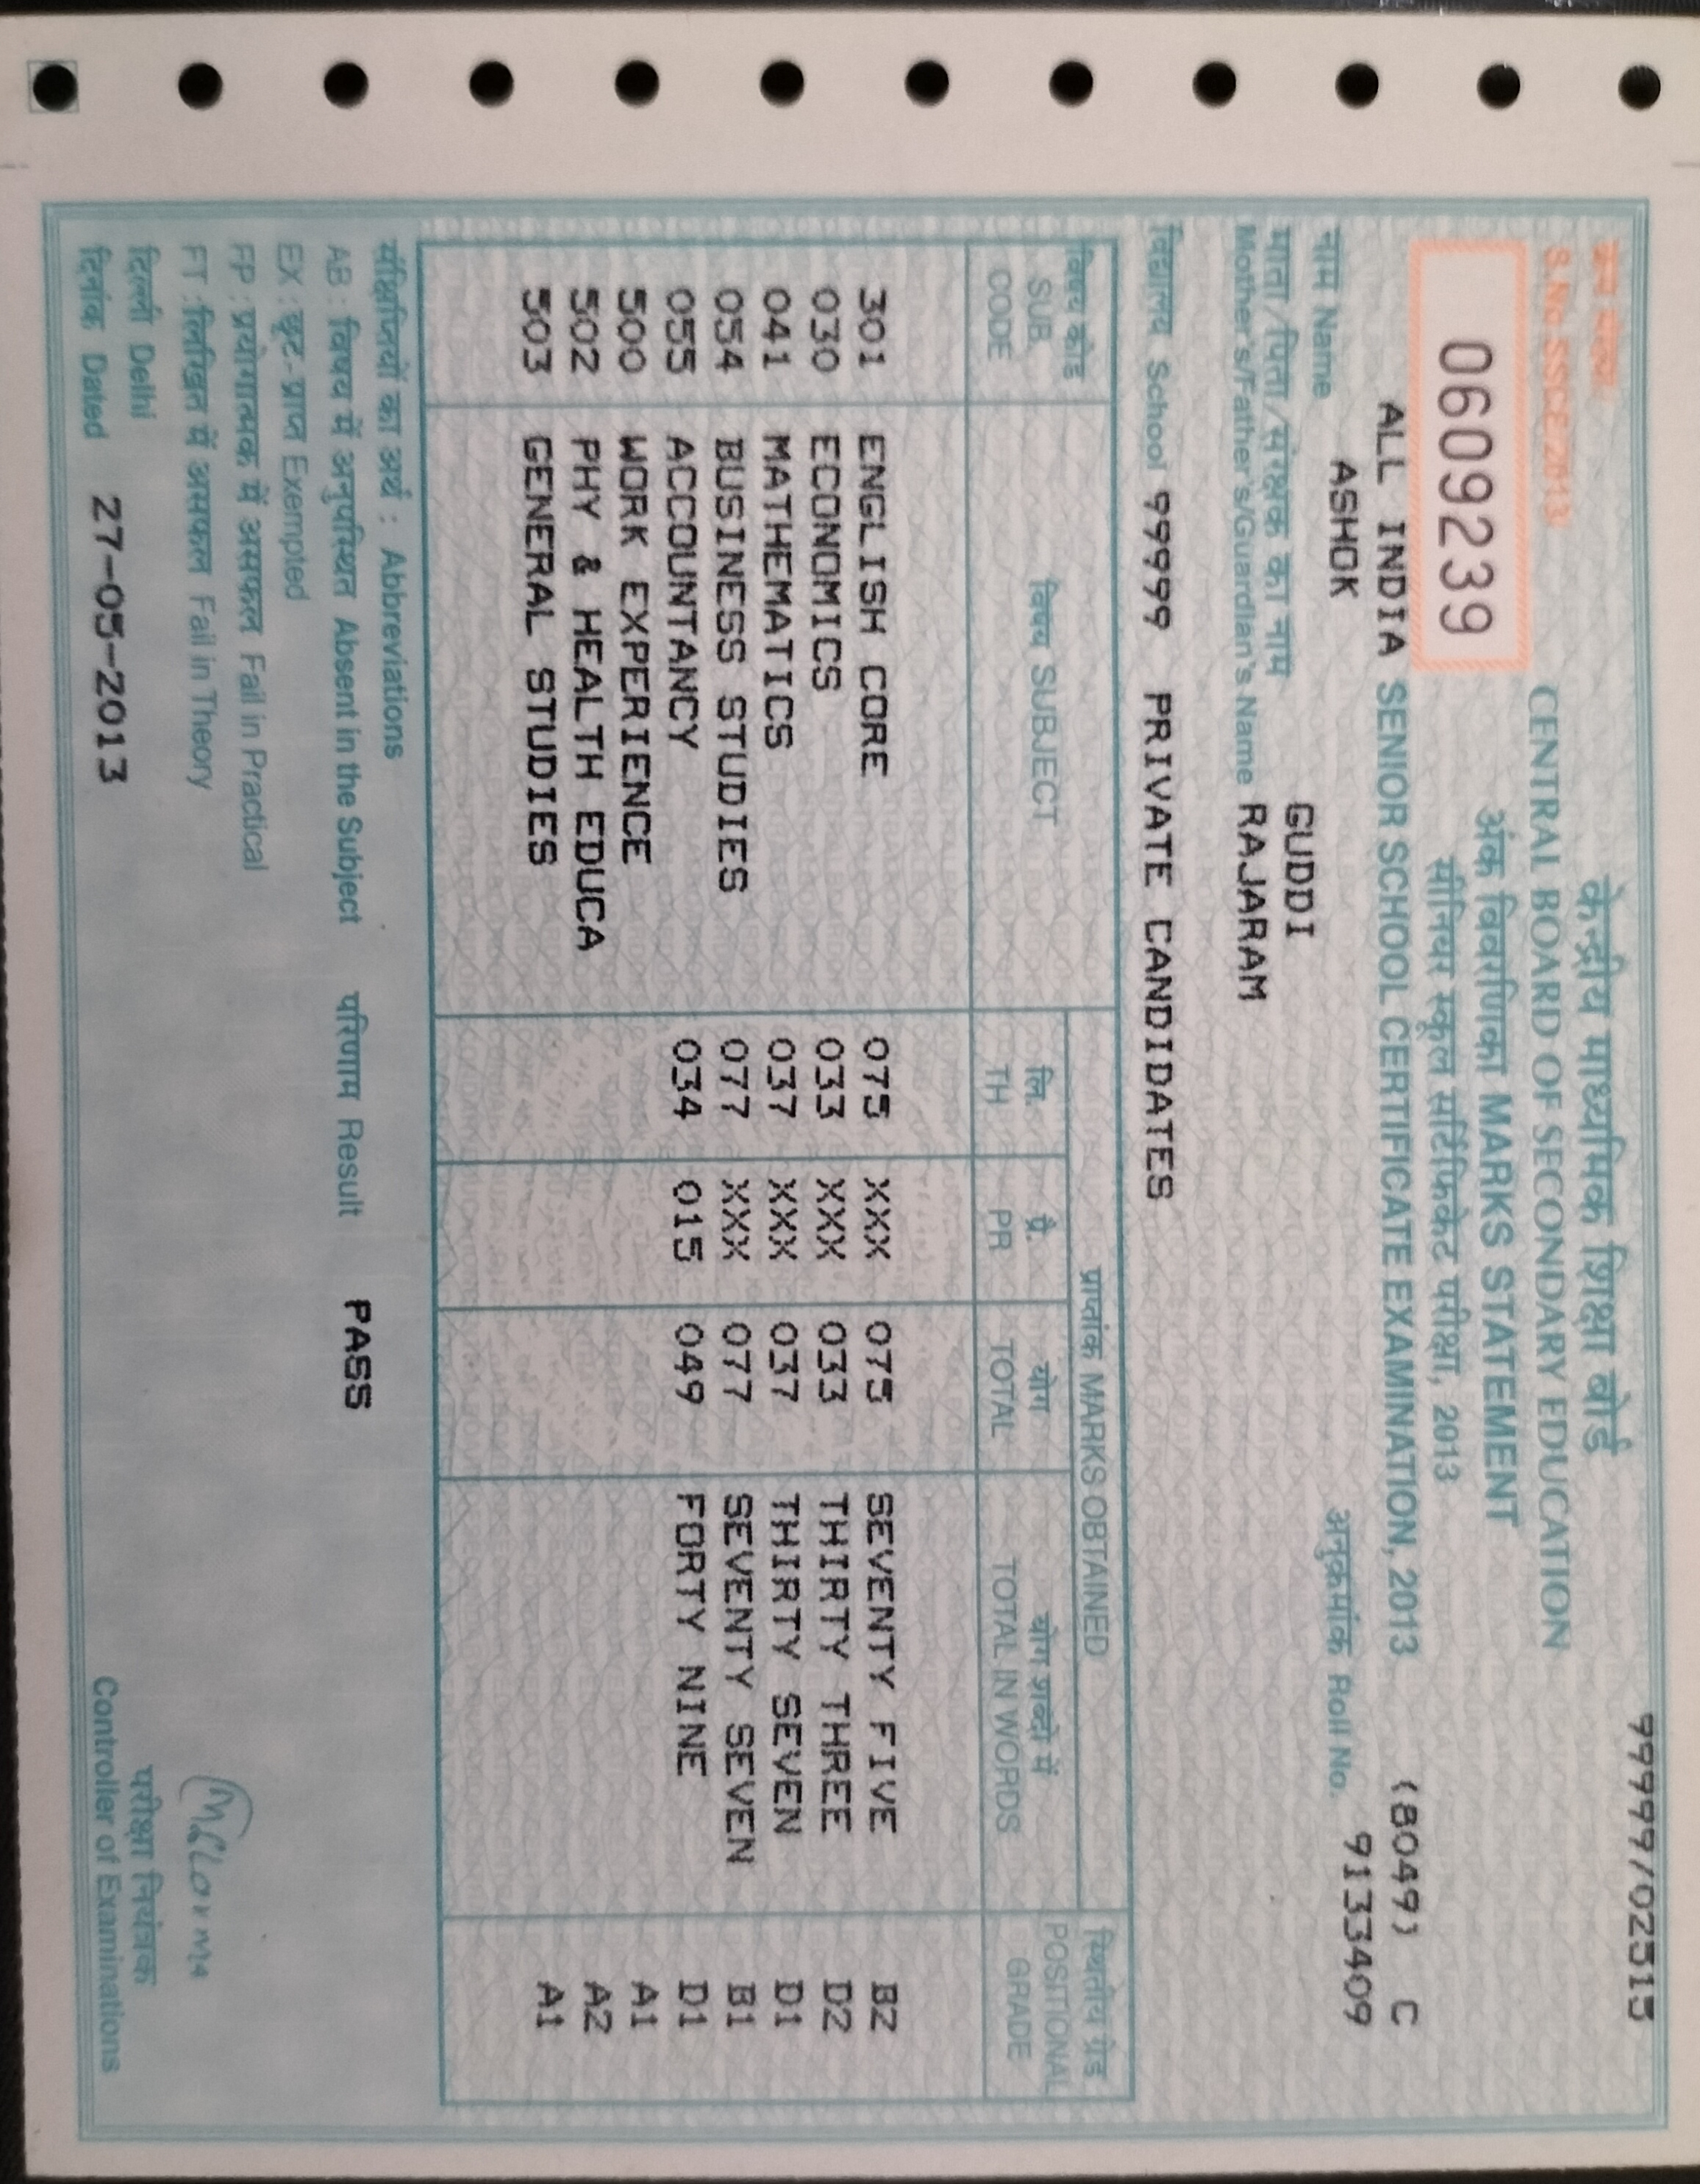 99999/02515
क्रम संख्या
S.No.SSCE/2013/
0609239
केन्द्रीय माध्यमिक शिक्षा बोर्ड
CENTRAL BOARD OF SECONDARY EDUCATION
अंक विवरणिका MARKS STATEMENT
सीनियर स्कूल सर्टिफिकेट परीक्षा, 2013
ALL INDIA SENIOR SCHOOL CERTIFICATE EXAMINATION, 2013 (8049) C
नाम Name ASHOK अनुक्रमांक Roll No. 9133409
माता/पिता/संरक्षक का नाम GUDDI
Mother's/Father's/Guardian's Name RAJARAM
विद्यालय School 99999 PRIVATE CANDIDATES
विषय कोड SUB. CODE विषय SUBJECT प्राप्तांक MARKS OBTAINED स्थितीय ग्रेड POSITIONAL GRADE
लि. TH प्रै. PR योग TOTAL योग शब्दों में TOTAL IN WORDS
301 ENGLISH CORE 075 XXX 075 SEVENTY FIVE B2
030 ECONOMICS 033 XXX 033 THIRTY THREE D2
041 MATHEMATICS 037 XXX 037 THIRTY SEVEN D1
054 BUSINESS STUDIES 077 XXX 077 SEVENTY SEVEN B1
055 ACCOUNTANCY 034 015 049 FORTY NINE D1
500 WORK EXPERIENCE A1
502 PHY & HEALTH EDUCA A2
503 GENERAL STUDIES A1
संक्षिप्तियों का अर्थ : Abbreviations
AB : विषय में अनुपस्थित Absent in the Subject परिणाम Result PASS
EX : छूट-प्राप्त Exempted
FP : प्रयोगात्मक में असफल Fail in Practical
FT : लिखित में असफल Fail in Theory
दिल्ली Delhi परीक्षा नियंत्रक
दिनांक Dated 27-05-2013 Controller of Examinations